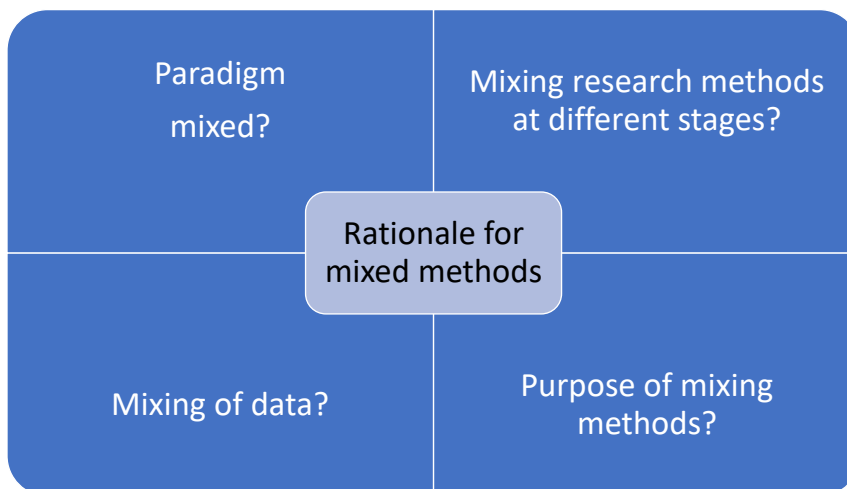 Paradigm
mixed?
Mixing research methods
at different stages?
Rationale for
mixed methods
Mixing of data?
Purpose of mixing
methods?